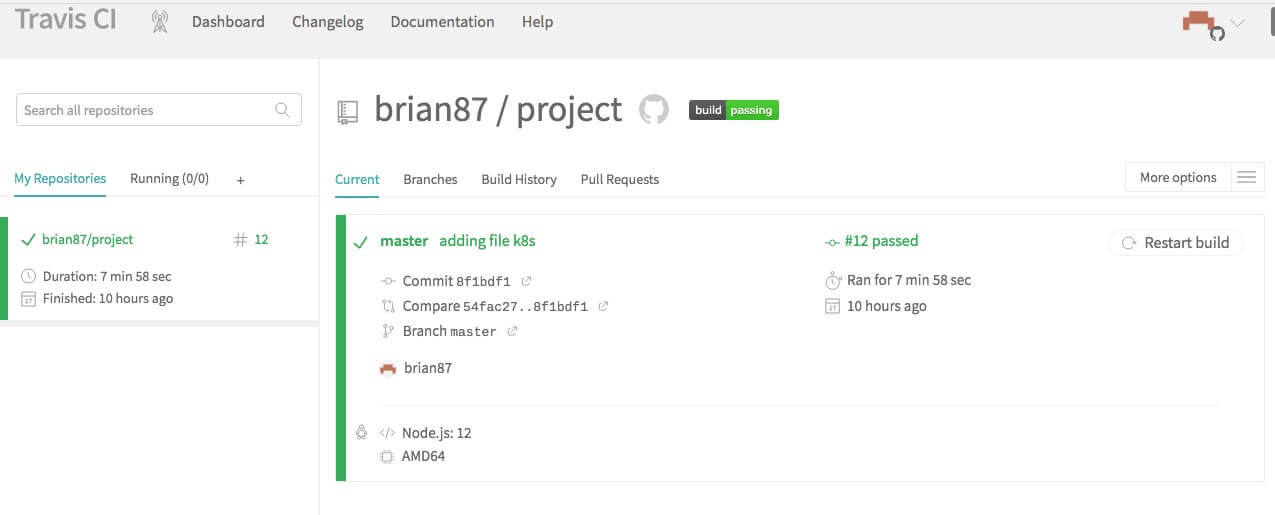 Travis CI Dashboard Changelog Documentation Help
Search all repositories
My Repositories Running (0/0) +
brian87/project # 12
Duration: 7 min 58 sec
Finished: 10 hours ago
brian87 / project build passing
Current Branches Build History Pull Requests More options
master adding file k8s #12 passed Restart build
Commit 8f1bdf1 Ran for 7 min 58 sec
Compare 54fac27..8f1bdf1 10 hours ago
Branch master
brian87
</> Node.js: 12
AMD64